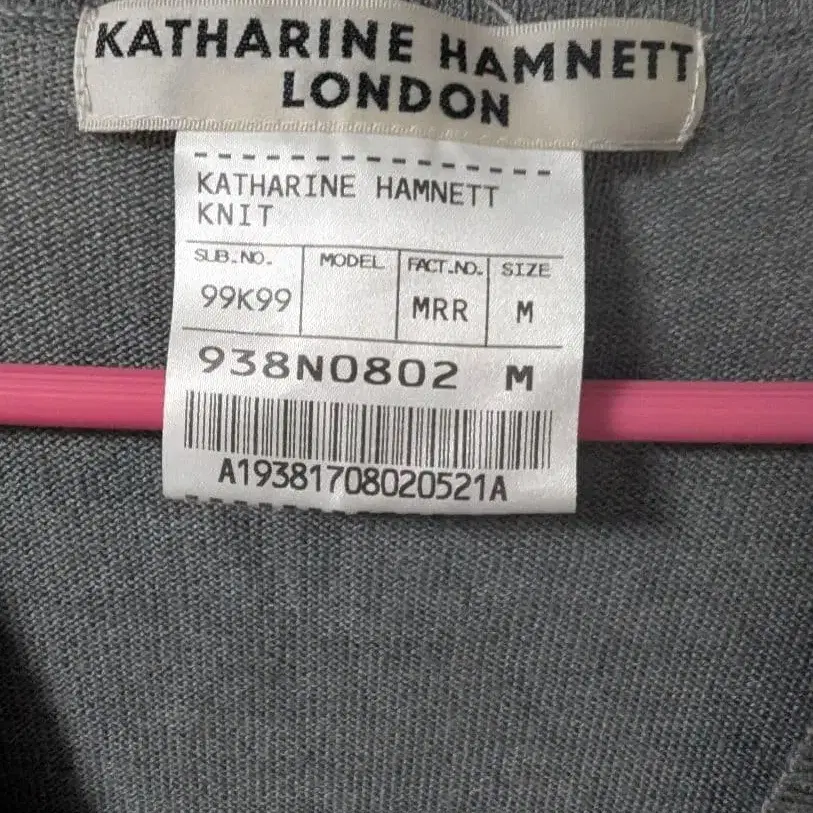 KATHARINE HAMNETT
LONDON
KATHARINE HAMNETT
KNIT
SUB.NO. MODEL FACT.NO. SIZE
99K99 MRR M
938N0802 M
A19381708020521A